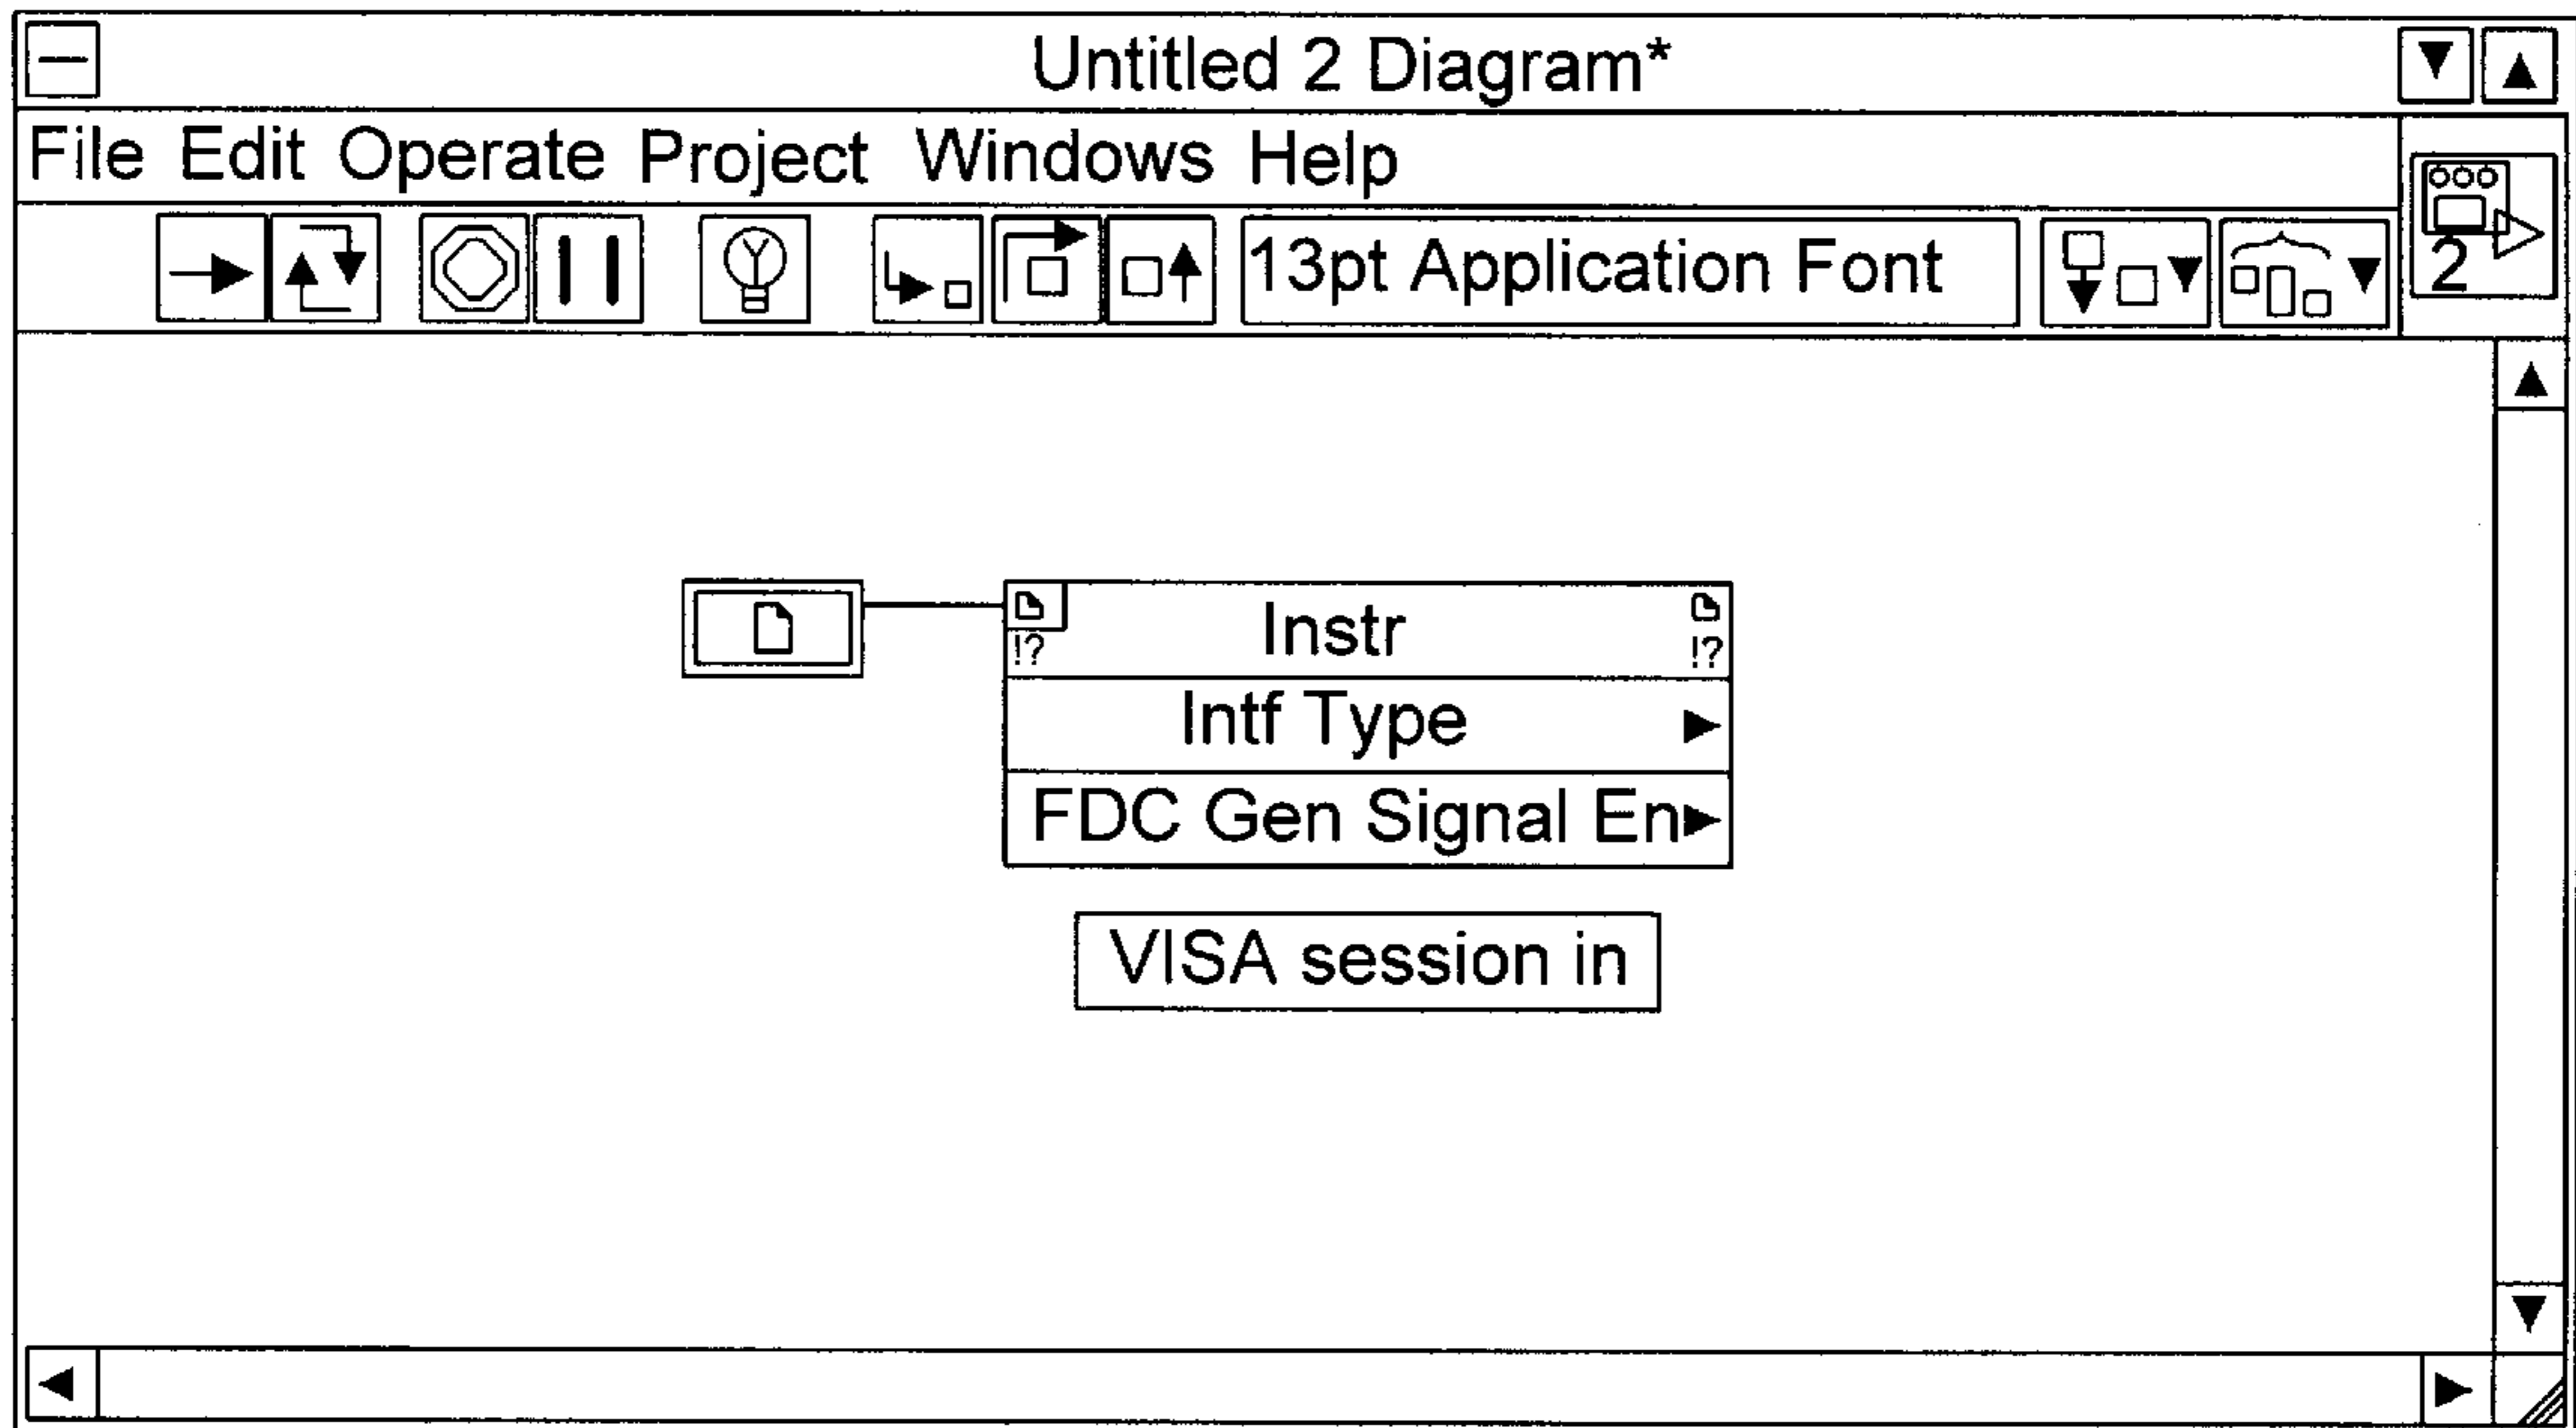 Untitled 2 Diagram*
File Edit Operate Project Windows Help
13pt Application Font
2
Instr
!?
!?
Intf Type
FDC Gen Signal En
VISA session in